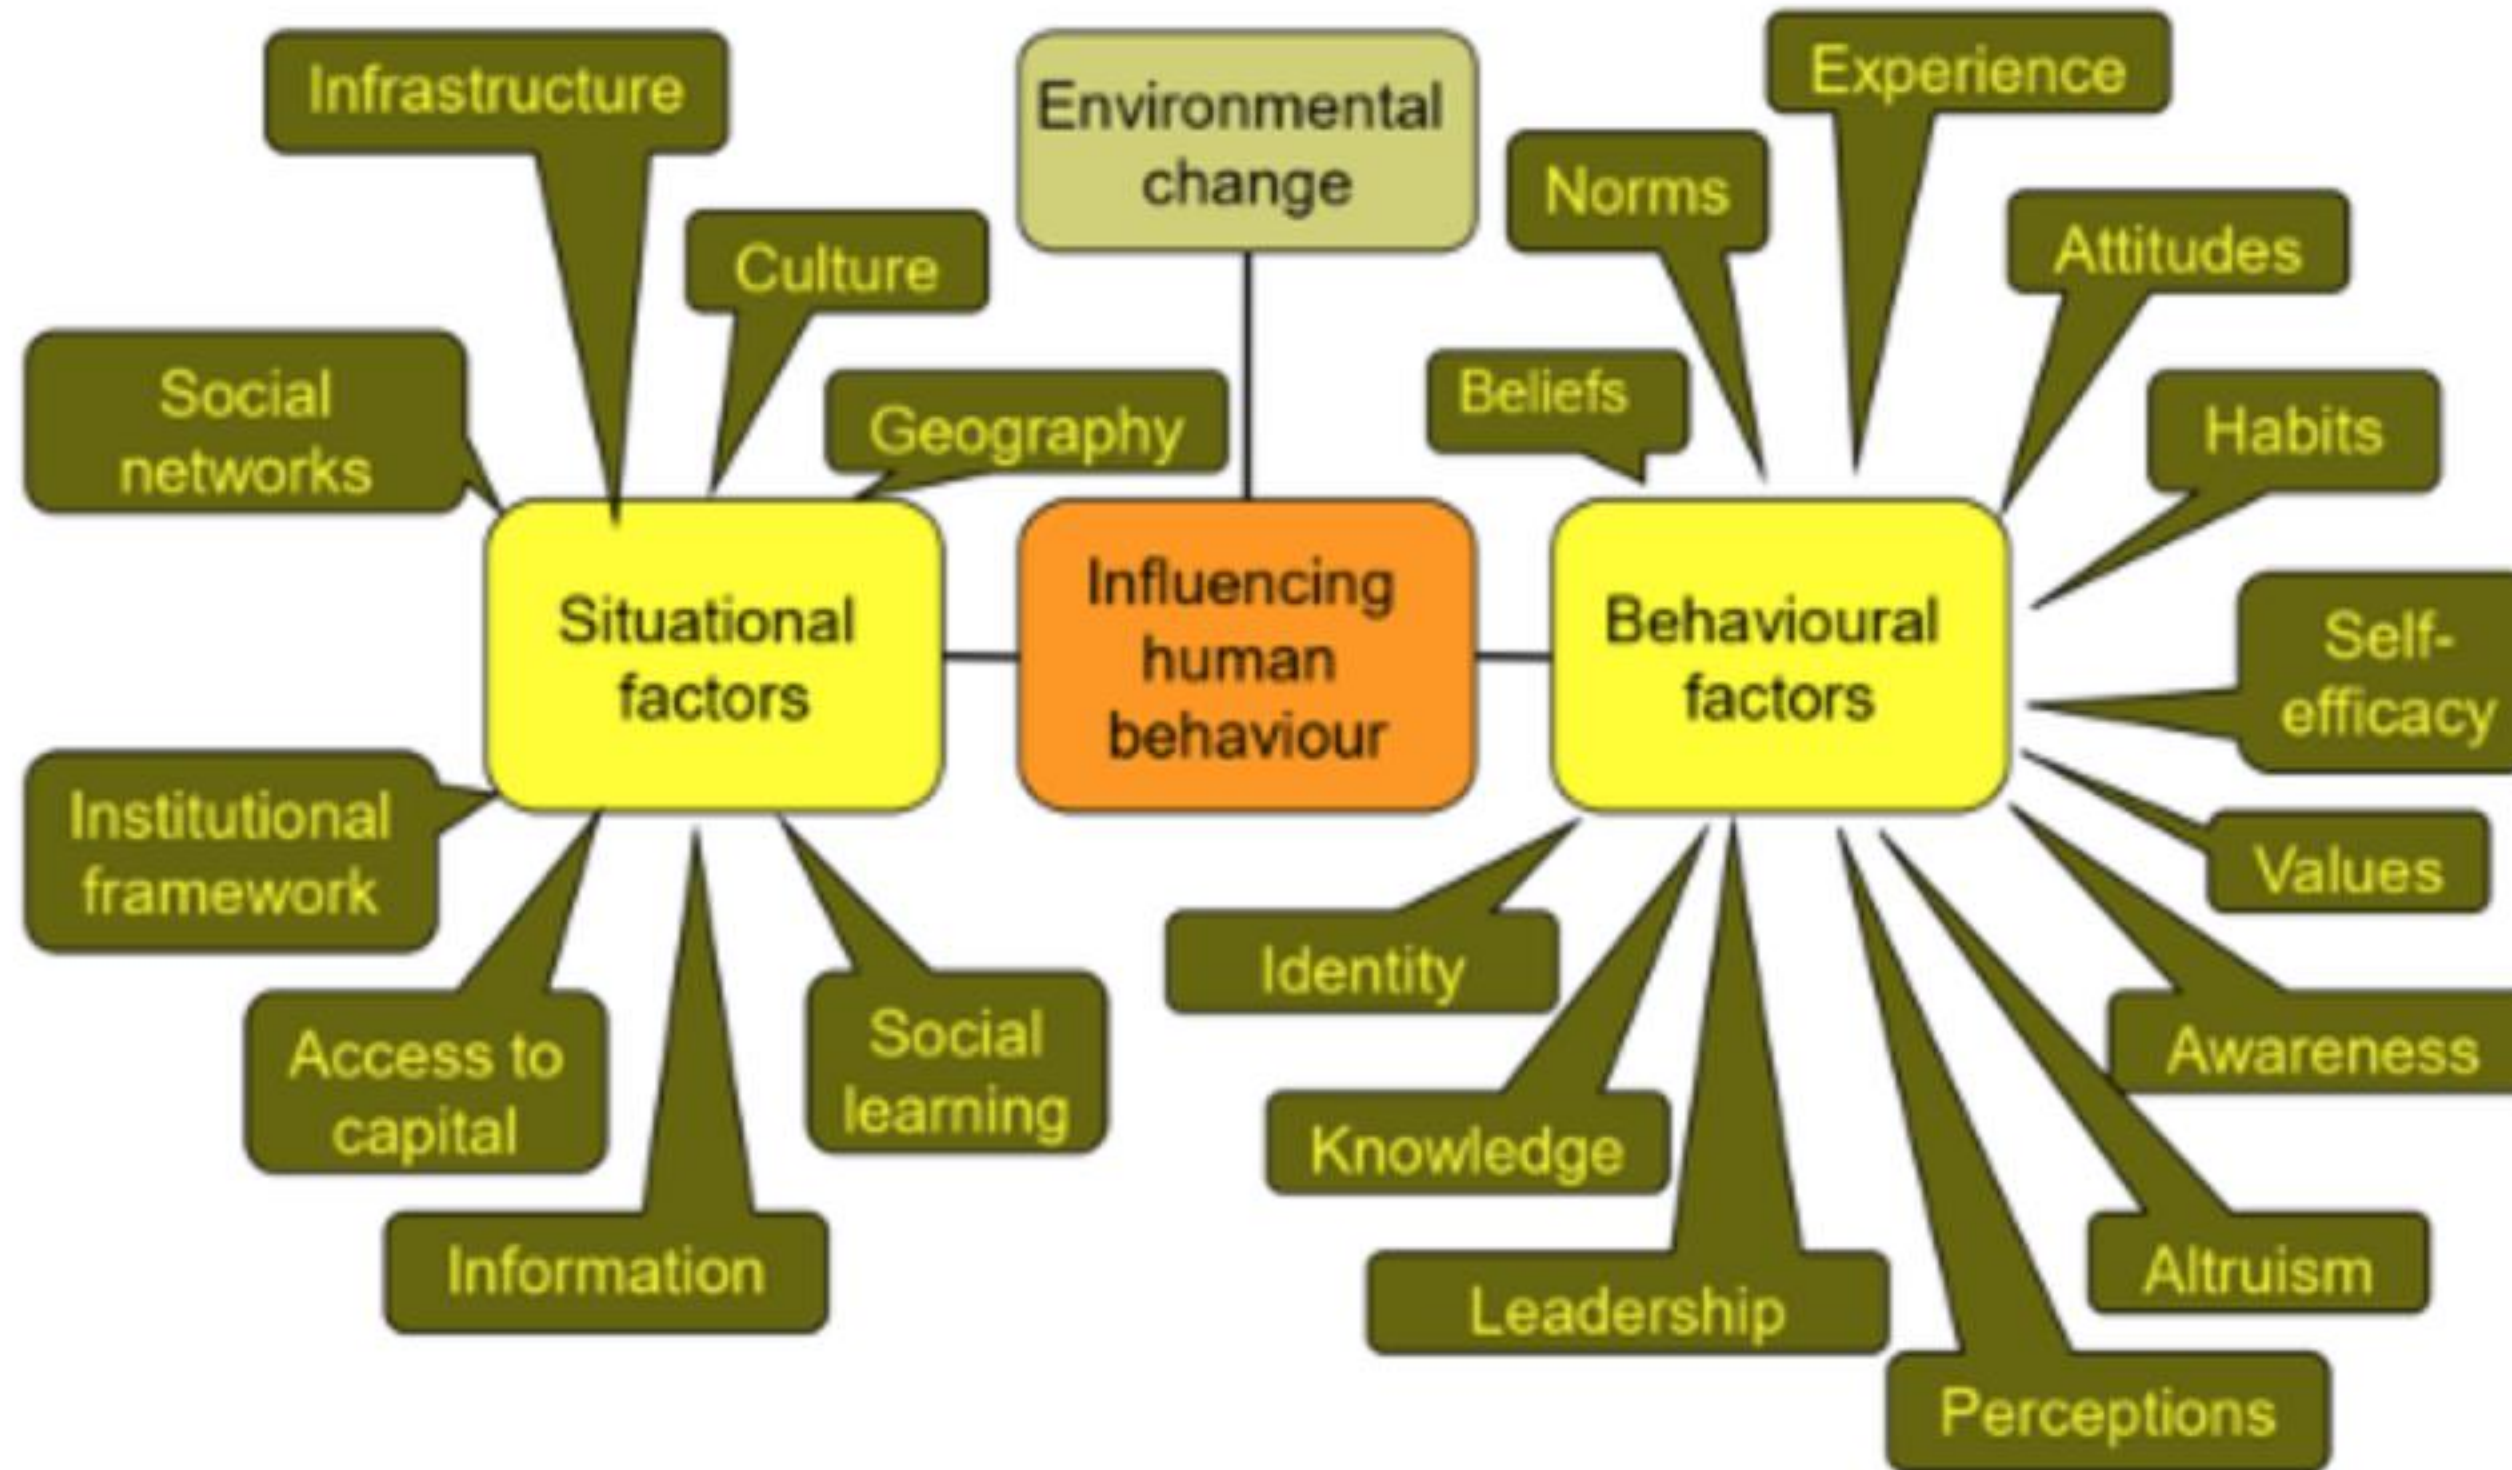 Infrastructure
Culture
Social
networks
Geography
Environmental
change
Experience
Norms
Attitudes
Beliefs
Habits
Situational
factors
Influencing
human
behaviour
Behavioural
factors
Self-
efficacy
Values
Institutional
framework
Access to
capital
Social
learning
Information
Identity
Awareness
Knowledge
Altruism
Leadership
Perceptions